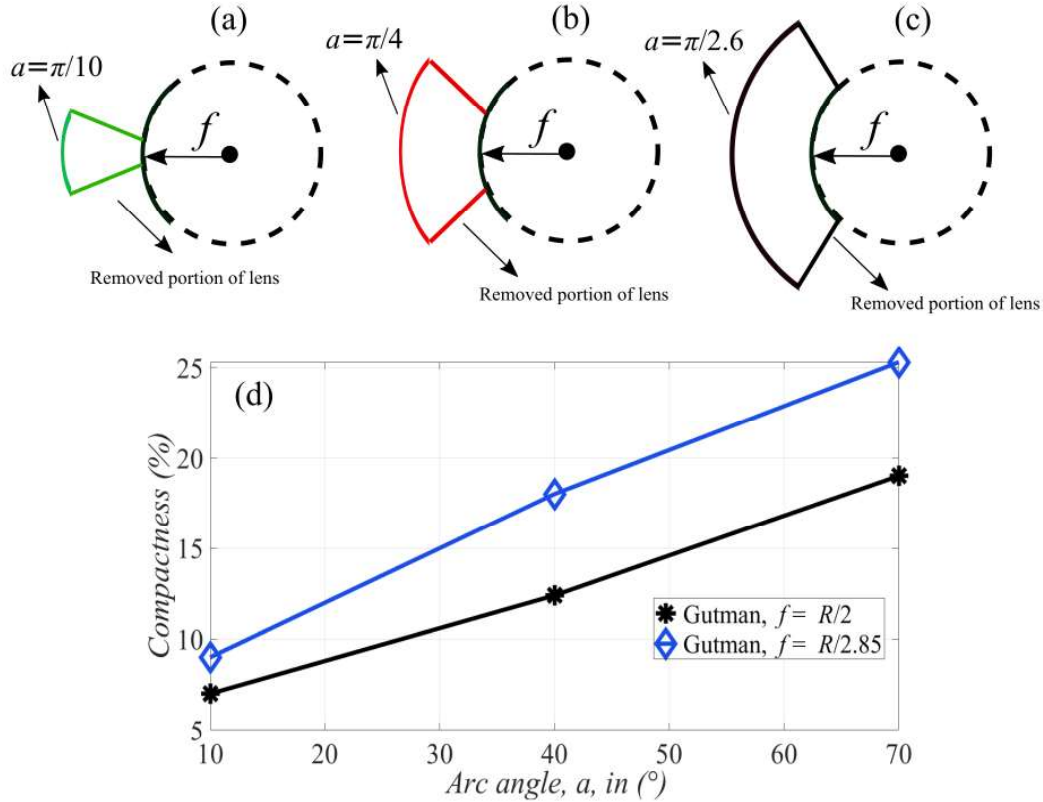 (a)
(b)
(c)
a=π/10
a=π/4
a=π/2.6
f
f
f
Removed portion of lens
Removed portion of lens
Removed portion of lens
(d)
Compactness (%)
25
20
15
10
5
Gutman, f = R/2
Gutman, f = R/2.85
10
20
30
40
50
60
70
Arc angle, a, in (°)